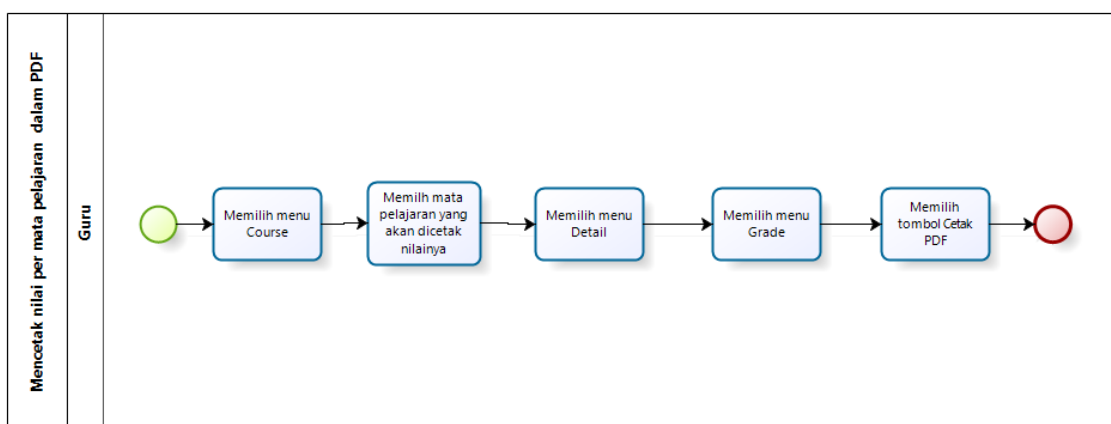 Mencetak nilai per mata pelajaran dalam PDF
Guru
Memilih menu
Course
Memilh mata
pelajaran yang
akan dicetak
nilainya
Memilih menu
Detail
Memilih menu
Grade
Memilih
tombol Cetak
PDF